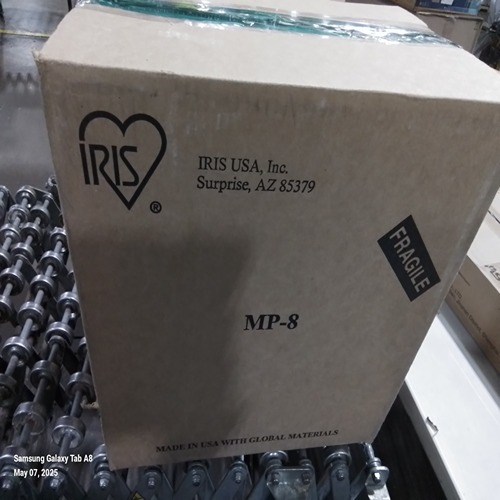 IRIS
®
IRIS USA, Inc.
Surprise, AZ 85379
FRAGILE
MP-8
MADE IN USA WITH GLOBAL MATERIALS
Samsung Galaxy Tab A8
May 07, 2025